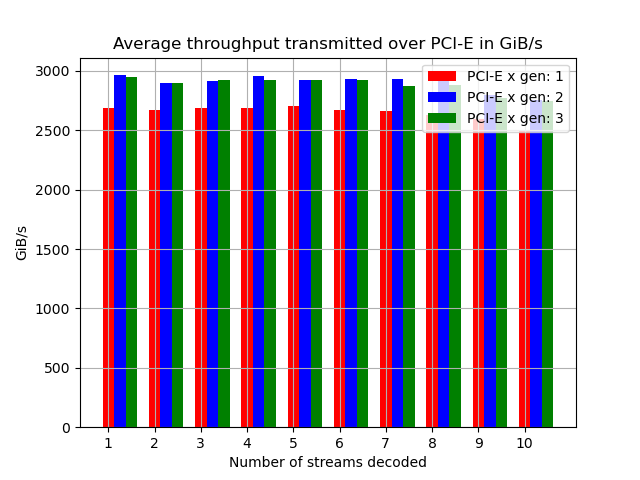 Average throughput transmitted over PCI-E in GiB/s
PCI-E x gen: 1
PCI-E x gen: 2
PCI-E x gen: 3
3000
2500
2000
1500
1000
500
0
GiB/s
1 2 3 4 5 6 7 8 9 10
Number of streams decoded